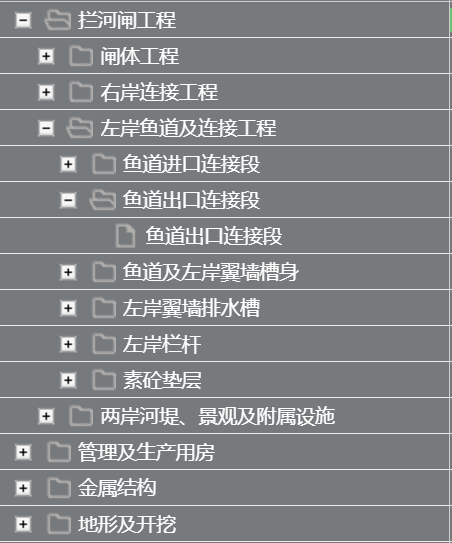 拦河闸工程
闸体工程
右岸连接工程
左岸鱼道及连接工程
鱼道进口连接段
鱼道出口连接段
鱼道出口连接段
鱼道及左岸翼墙槽身
左岸翼墙排水槽
左岸栏杆
素砼垫层
两岸河堤、景观及附属设施
管理及生产用房
金属结构
地形及开挖